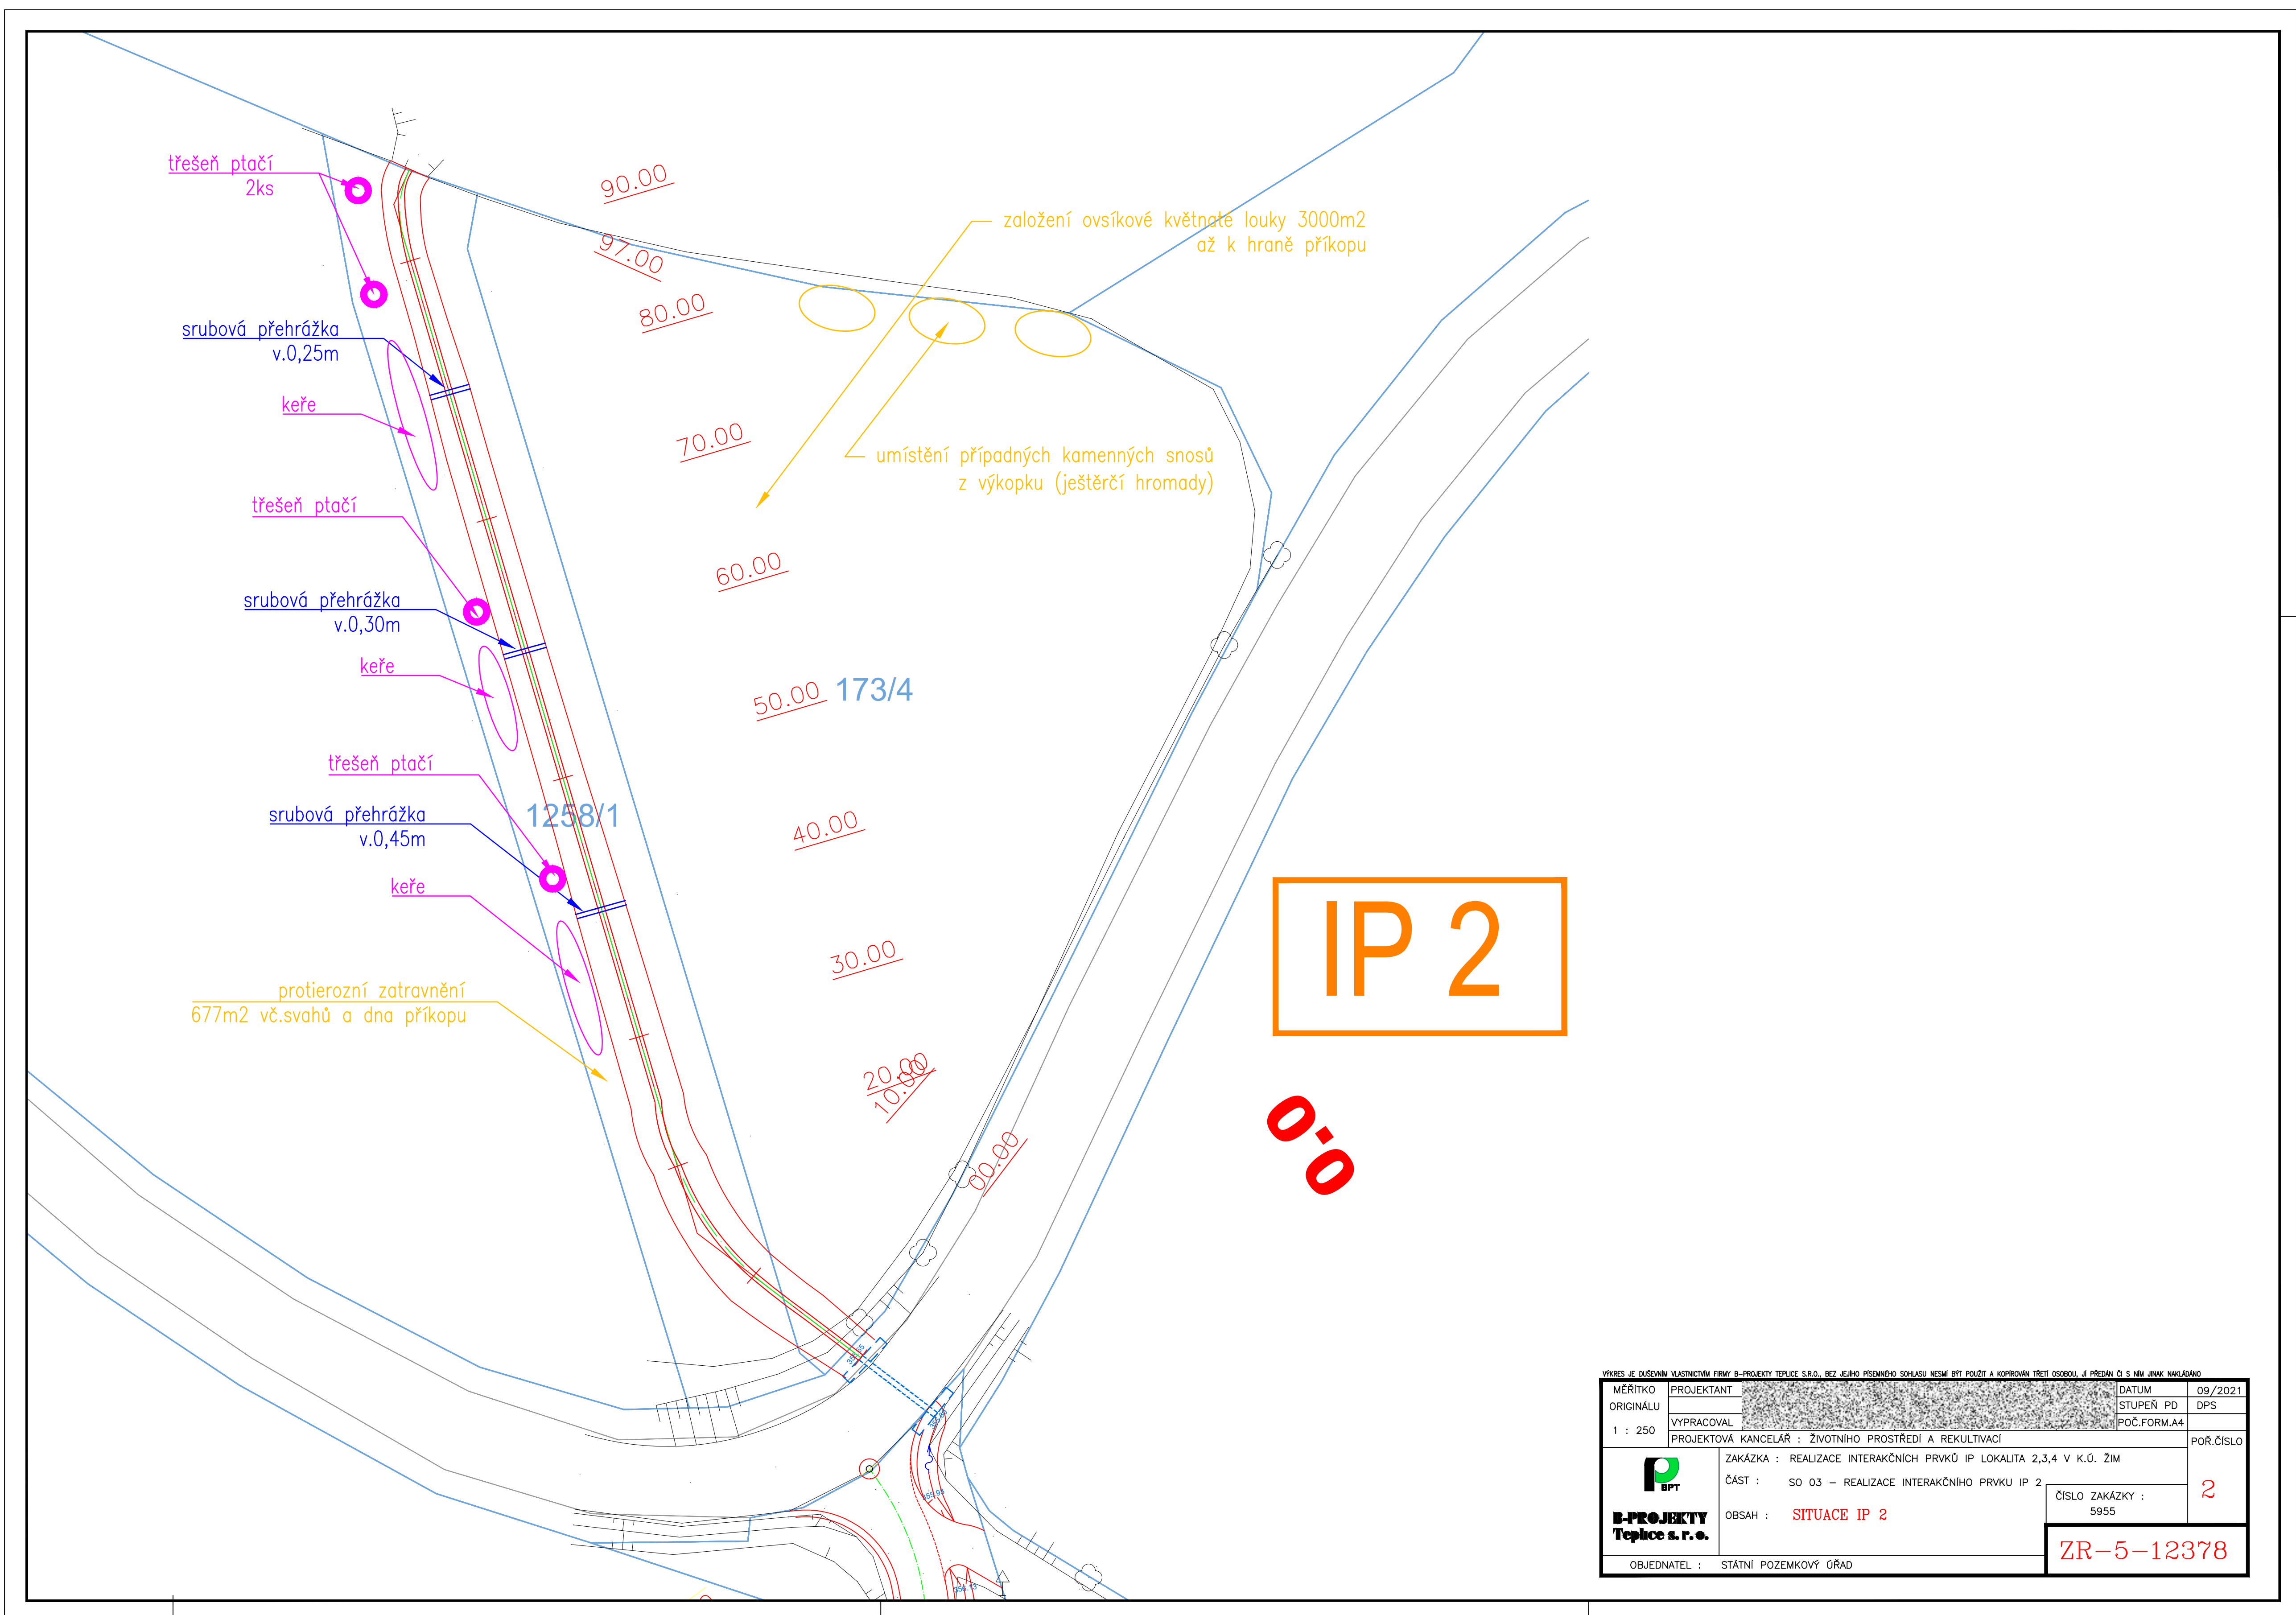 třešeň ptačí
2ks
90.00
založení ovsíkové květnaté louky 3000m2
až k hraně příkopu
97.00
80.00
srubová přehrážka
v.0,25m
keře
70.00
umístění případných kamenných snosů
z výkopku (ještěrčí hromady)
třešeň ptačí
60.00
srubová přehrážka
v.0,30m
keře
50.00
173/4
třešeň ptačí
srubová přehrážka
v.0,45m
1258/1
40.00
keře
IP 2
30.00
protierozní zatravnění
677m2 vč.svahů a dna příkopu
20.00
10.00
0.0
00.00
355.93
356.13
VÝKRES JE DUŠEVNÍM VLASTNICTVÍM FIRMY B-PROJEKTY TEPLICE S.R.O., BEZ JEJÍHO PÍSEMNÉHO SOHLASU NESMÍ BÝT POUŽIT A KOPÍROVÁN TŘETÍ OSOBOU, JÍ PŘEDÁN ČI S NÍM JINAK NAKLÁDÁNO
MĚŘÍTKO
ORIGINÁLU
1 : 250
PROJEKTANT
VYPRACOVAL
DATUM
09/2021
STUPEŇ PD
DPS
POČ.FORM.A4
PROJEKTOVÁ KANCELÁŘ : ŽIVOTNÍHO PROSTŘEDÍ A REKULTIVACÍ
POŘ.ČÍSLO
2
BPT
B-PROJEKTY
Teplice s.r.o.
ZAKÁZKA : REALIZACE INTERAKČNÍCH PRVKŮ IP LOKALITA 2,3,4 V K.Ú. ŽIM
ČÁST : SO 03 – REALIZACE INTERAKČNÍHO PRVKU IP 2
OBSAH : SITUACE IP 2
ČÍSLO ZAKÁZKY :
5955
ZR-5-12378
OBJEDNATEL : STÁTNÍ POZEMKOVÝ ÚŘAD